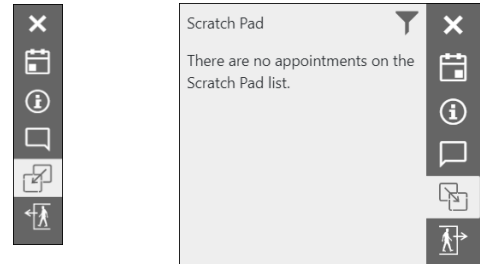 Scratch Pad
There are no appointments on the
Scratch Pad list.